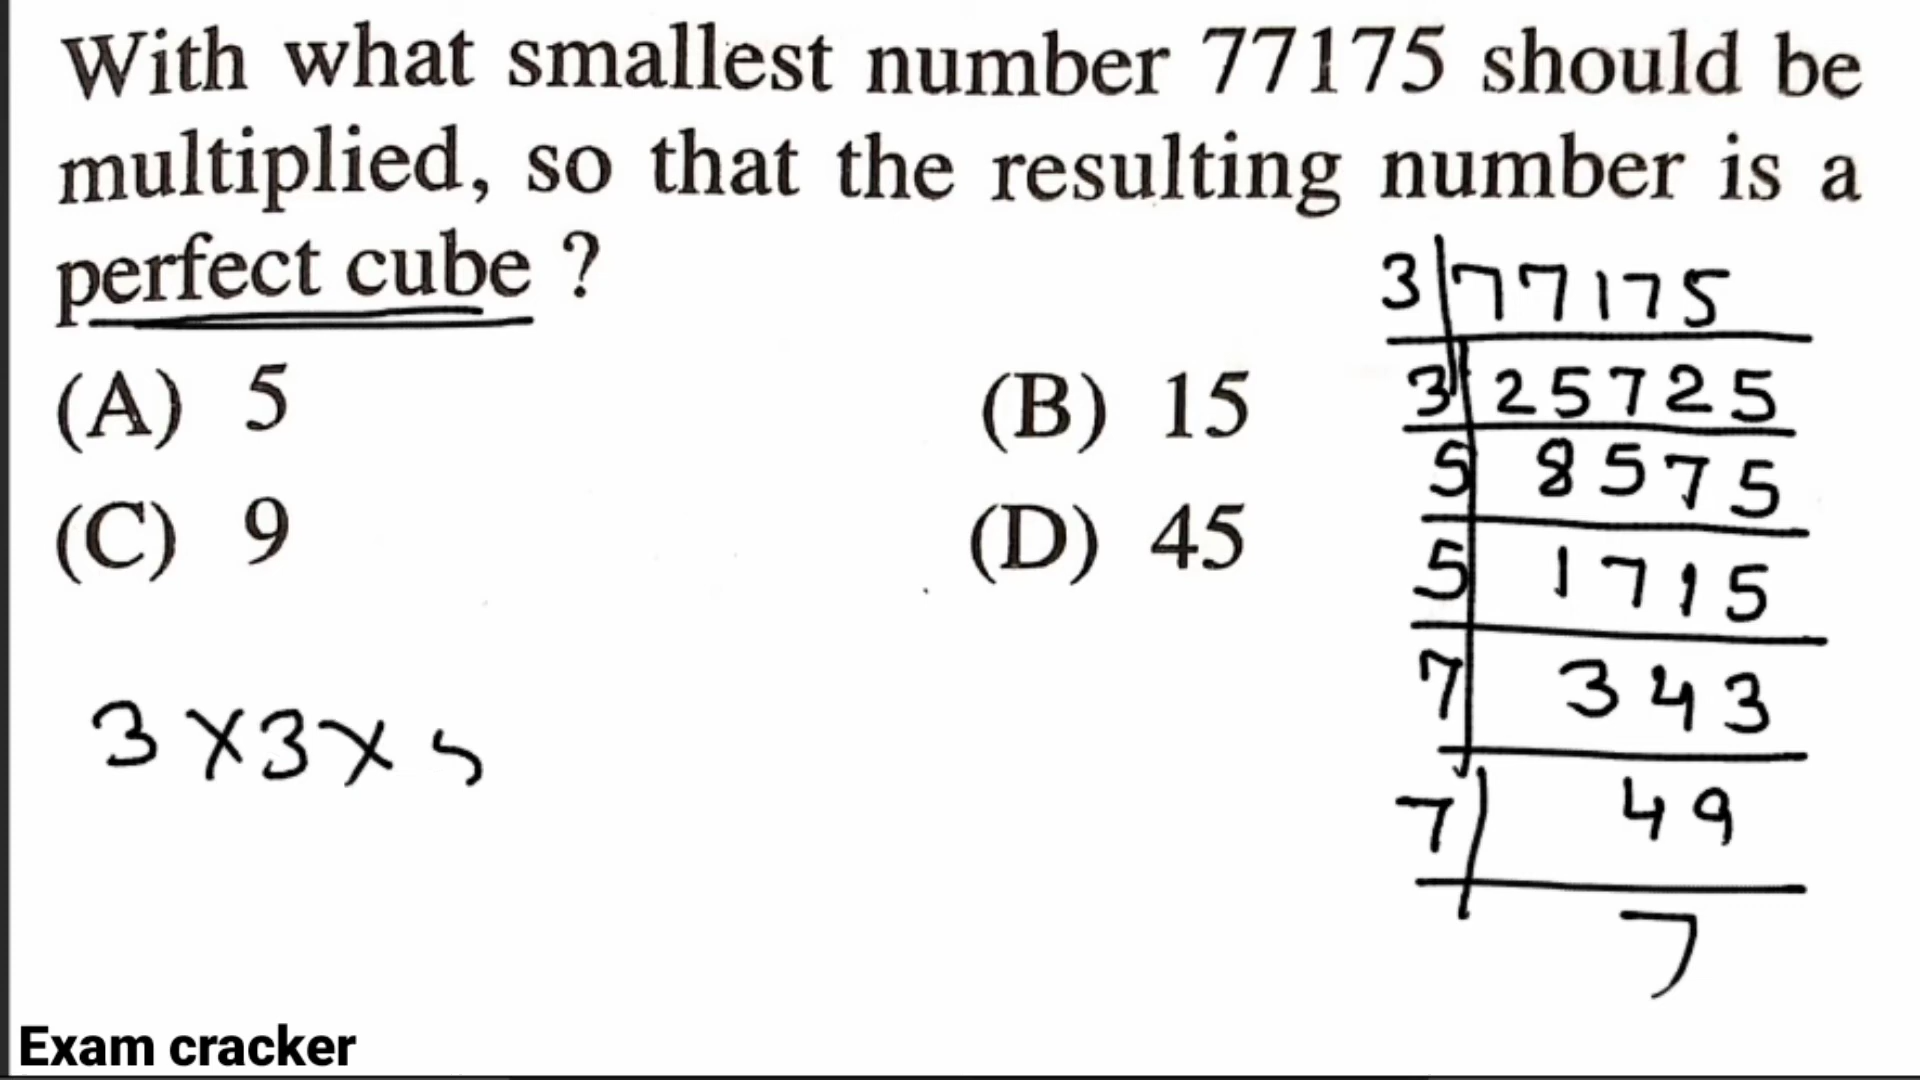 With what smallest number 77175 should be
multiplied, so that the resulting number is a
perfect cube ?
(A) 5
(B) 15
(C) 9
(D) 45
3 77175
3 25725
5 8575
5 1715
7 343
7 49
7
3 × 3 × 5
Exam cracker